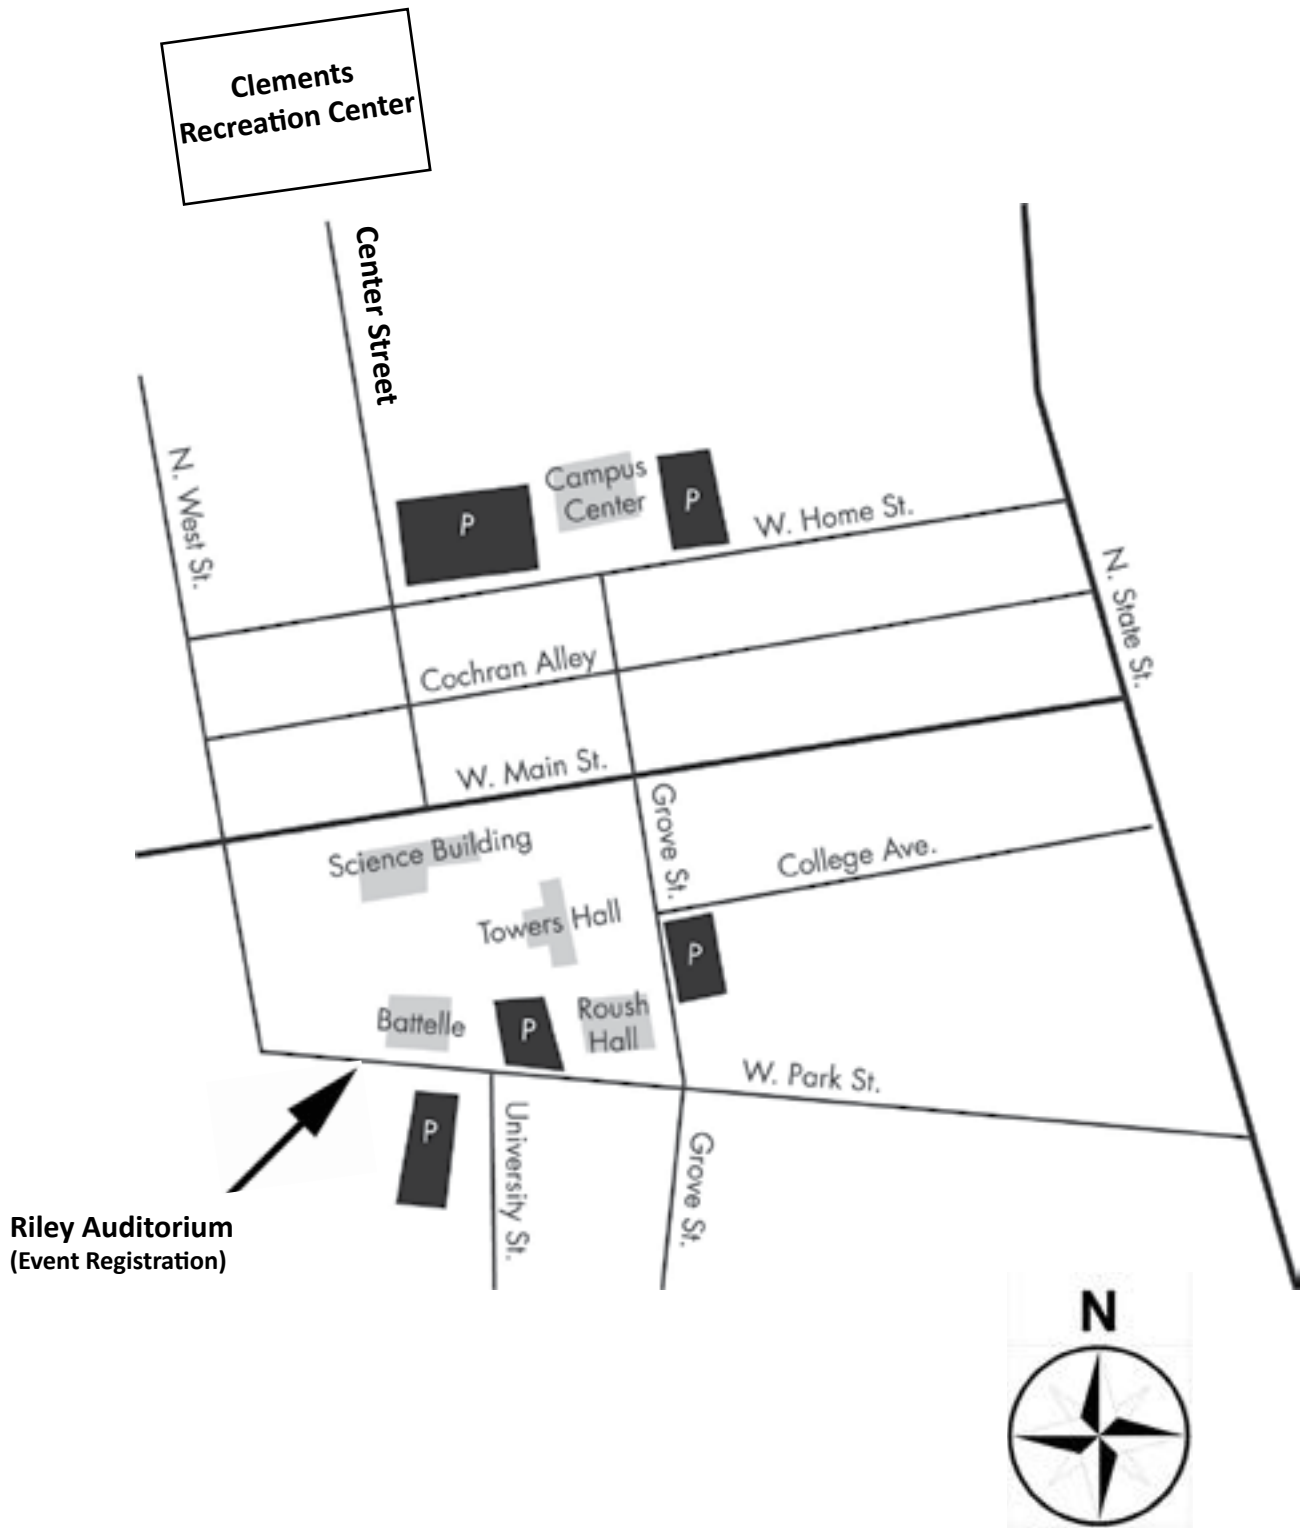 Clements
Recreation Center
Center Street
N. West St.
Campus
Center
P
P
W. Home St.
N. State St.
Cochran Alley
W. Main St.
Grove St.
Science Building
College Ave.
Towers Hall
P
Battelle
P
Roush
Hall
W. Park St.
P
University St.
Grove St.
Riley Auditorium
(Event Registration)
N